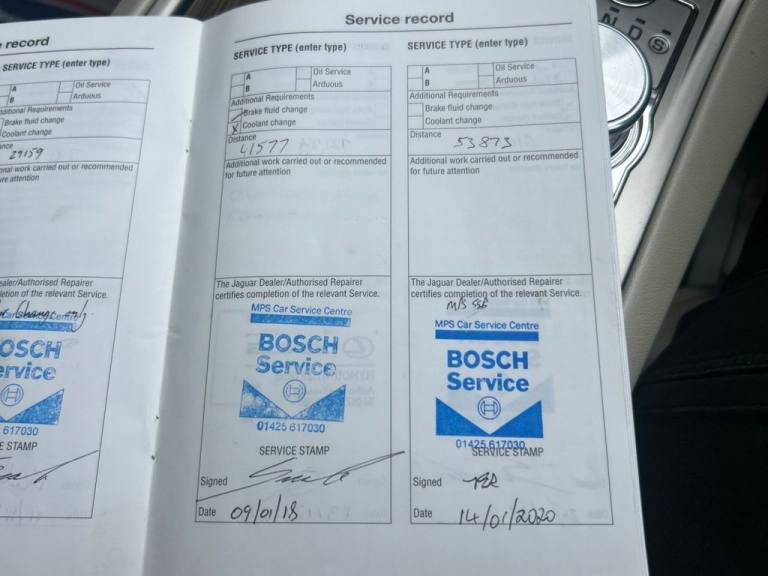 record
SERVICE TYPE (enter type)
A
Oil Service
B
Arduous
Additional Requirements
Brake fluid change
Coolant change
29159
onal work carried out or recommended
ure attention
ealer/Authorised Repairer
letion of the relevant Service.
OSCH
ervice
617030
E STAMP
Service record
SERVICE TYPE (enter type)
A
Oil Service
B
Arduous
Additional Requirements
Brake fluid change
X Coolant change
Distance
41577
Additional work carried out or recommended
for future attention
The Jaguar Dealer/Authorised Repairer
certifies completion of the relevant Service.
MPS Car Service Centre
BOSCH
Service
01425 617030
SERVICE STAMP
Signed
Date 09/01/18
SERVICE TYPE (enter type)
A
Oil Service
B
Arduous
Additional Requirements
Brake fluid change
Coolant change
Distance
53873
Additional work carried out or recommended
for future attention
The Jaguar Dealer/Authorised Repairer
certifies completion of the relevant Service.
MPS Car Service Centre
BOSCH
Service
01425 617030
SERVICE STAMP
Signed
Date 14/01/2020
N D S